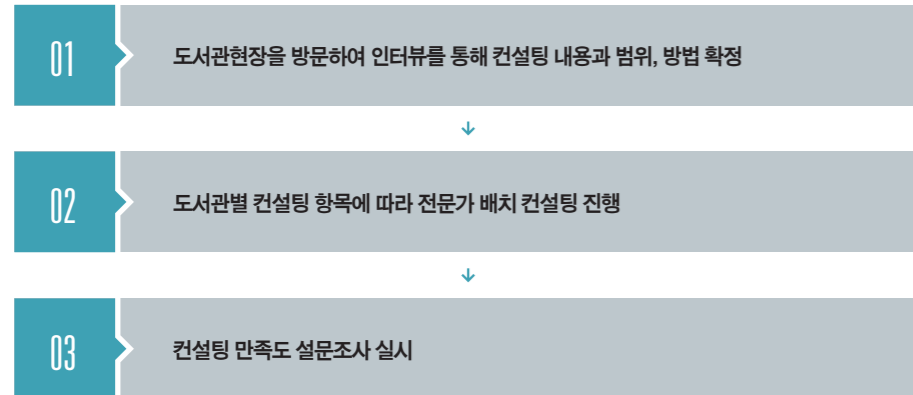 01
도서관현장을 방문하여 인터뷰를 통해 컨설팅 내용과 범위, 방법 확정
↓
02
도서관별 컨설팅 항목에 따라 전문가 배치 컨설팅 진행
↓
03
컨설팅 만족도 설문조사 실시